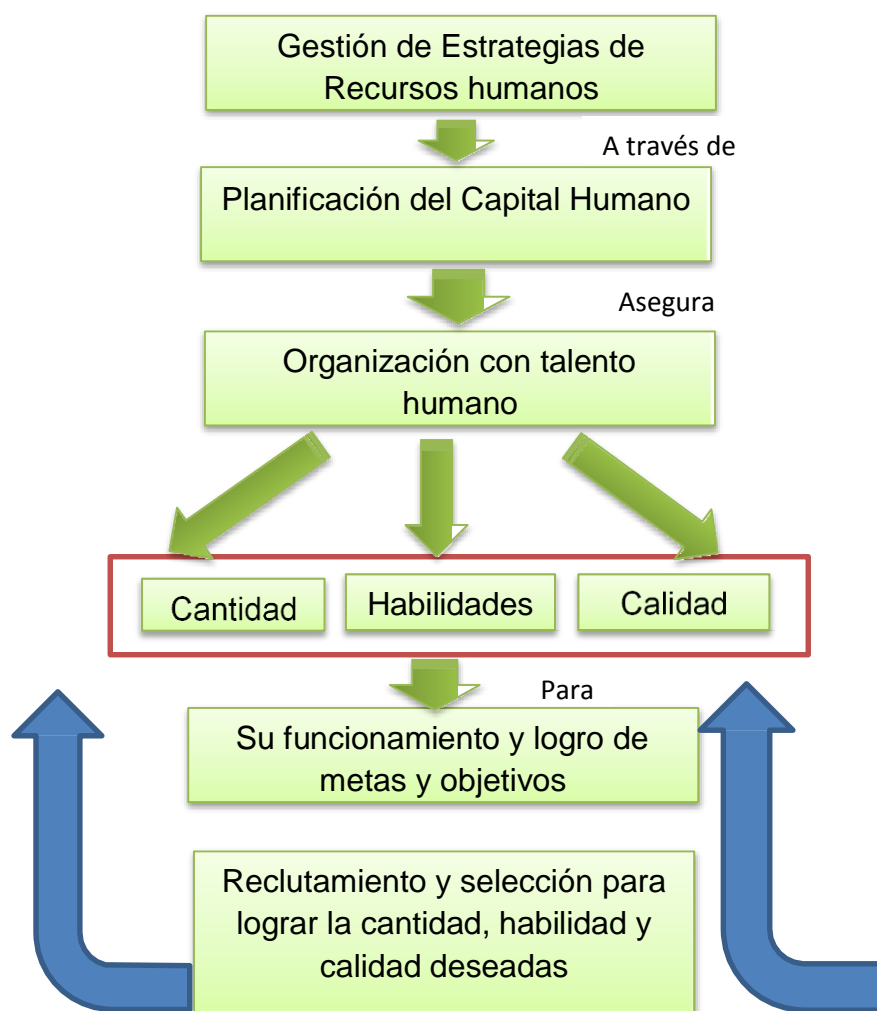 Gestión de Estrategias de
Recursos humanos
A través de
Planificación del Capital Humano
Asegura
Organización con talento
humano
Cantidad
Habilidades
Calidad
Para
Su funcionamiento y logro de
metas y objetivos
Reclutamiento y selección para
lograr la cantidad, habilidad y
calidad deseadas